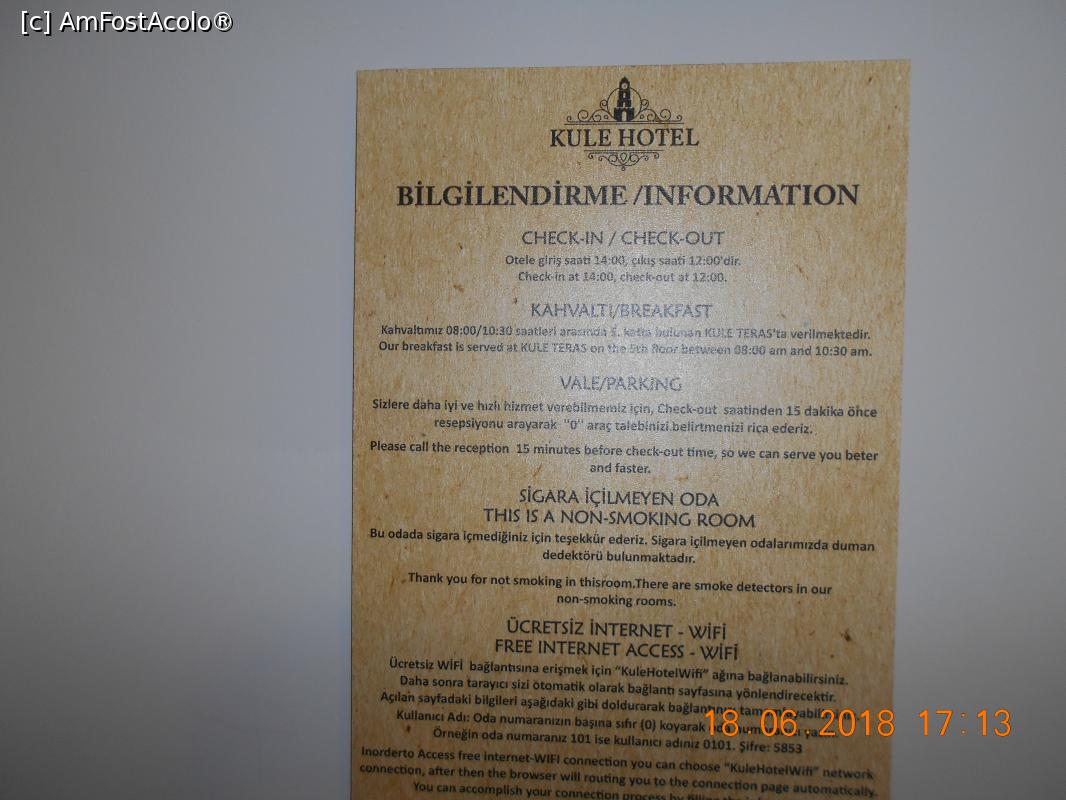 [c] AmFostAcolo®
KULE HOTEL
BİLGİLENDİRME /INFORMATION
CHECK-IN / CHECK-OUT
Otele giriş saati 14:00, çıkış saati 12:00'dir.
Check-in at 14:00, check-out at 12:00.
KAHVALTI/BREAKFAST
Kahvaltımız 08:00/10:30 saatleri arasında 5. katta bulunan KULE TERAS'ta verilmektedir.
Our breakfast is served at KULE TERAS on the 5th floor between 08:00 am and 10:30 am.
VALE/PARKING
Sizlere daha iyi ve hızlı hizmet verebilmemiz için, Check-out saatinden 15 dakika önce
resepsiyonu arayarak "0" araç talebinizi belirtmenizi rica ederiz.
Please call the reception 15 minutes before check-out time, so we can serve you beter
and faster.
SİGARA İÇİLMEYEN ODA
THIS IS A NON-SMOKING ROOM
Bu odada sigara içmediğiniz için teşekkür ederiz. Sigara içilmeyen odalarımızda duman
dedektörü bulunmaktadır.
Thank you for not smoking in thisroom.There are smoke detectors in our
non-smoking rooms.
ÜCRETSİZ İNTERNET - WİFİ
FREE INTERNET ACCESS - WİFİ
Ücretsiz WİFİ bağlantısına erişmek için "KuleHotelWifi" ağına bağlanabilirsiniz.
Daha sonra tarayıcı sizi otomatik olarak bağlantı sayfasına yönlendirecektir.
Açılan sayfadaki bilgileri aşağıdaki gibi doldurarak bağlantınızı
Kullanıcı Adı: Oda numaranızın başına sıfır (0) koyarak
18.06.2018 17:13
Örneğin oda numaranız 101 ise kullanıcı adınız 0101. Şifre: 5853
Inorderto Access free internet-WIFI connection you can choose "KuleHotelWifi" network
connection, after then the browser will routing you to the connection page automatically.
You can accomplish your connection process by filling the